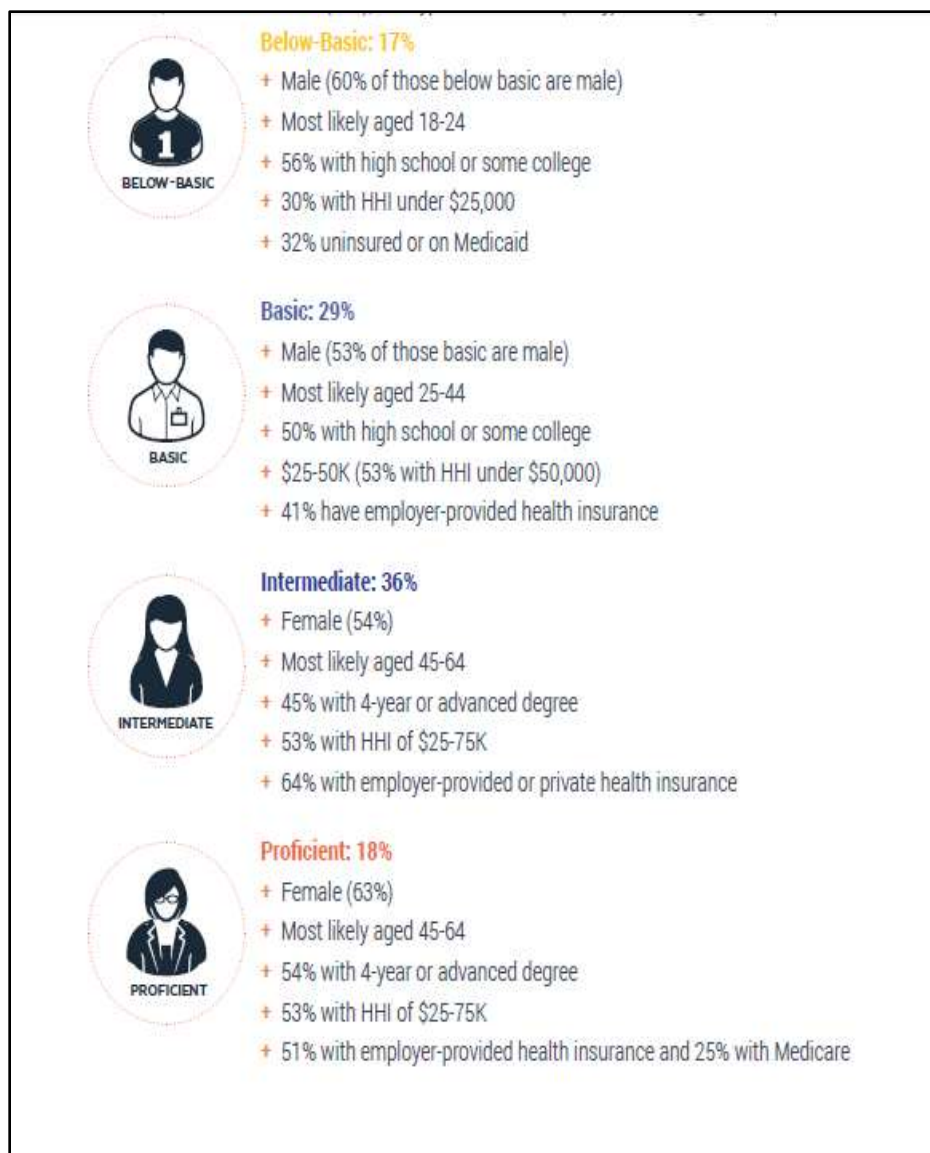 Below-Basic: 17%
+ Male (60% of those below basic are male)
+ Most likely aged 18-24
+ 56% with high school or some college
+ 30% with HHI under $25,000
+ 32% uninsured or on Medicaid
1
BELOW-BASIC
Basic: 29%
+ Male (53% of those basic are male)
+ Most likely aged 25-44
+ 50% with high school or some college
+ $25-50K (53% with HHI under $50,000)
+ 41% have employer-provided health insurance
BASIC
Intermediate: 36%
+ Female (54%)
+ Most likely aged 45-64
+ 45% with 4-year or advanced degree
+ 53% with HHI of $25-75K
+ 64% with employer-provided or private health insurance
INTERMEDIATE
Proficient: 18%
+ Female (63%)
+ Most likely aged 45-64
+ 54% with 4-year or advanced degree
+ 53% with HHI of $25-75K
+ 51% with employer-provided health insurance and 25% with Medicare
PROFICIENT